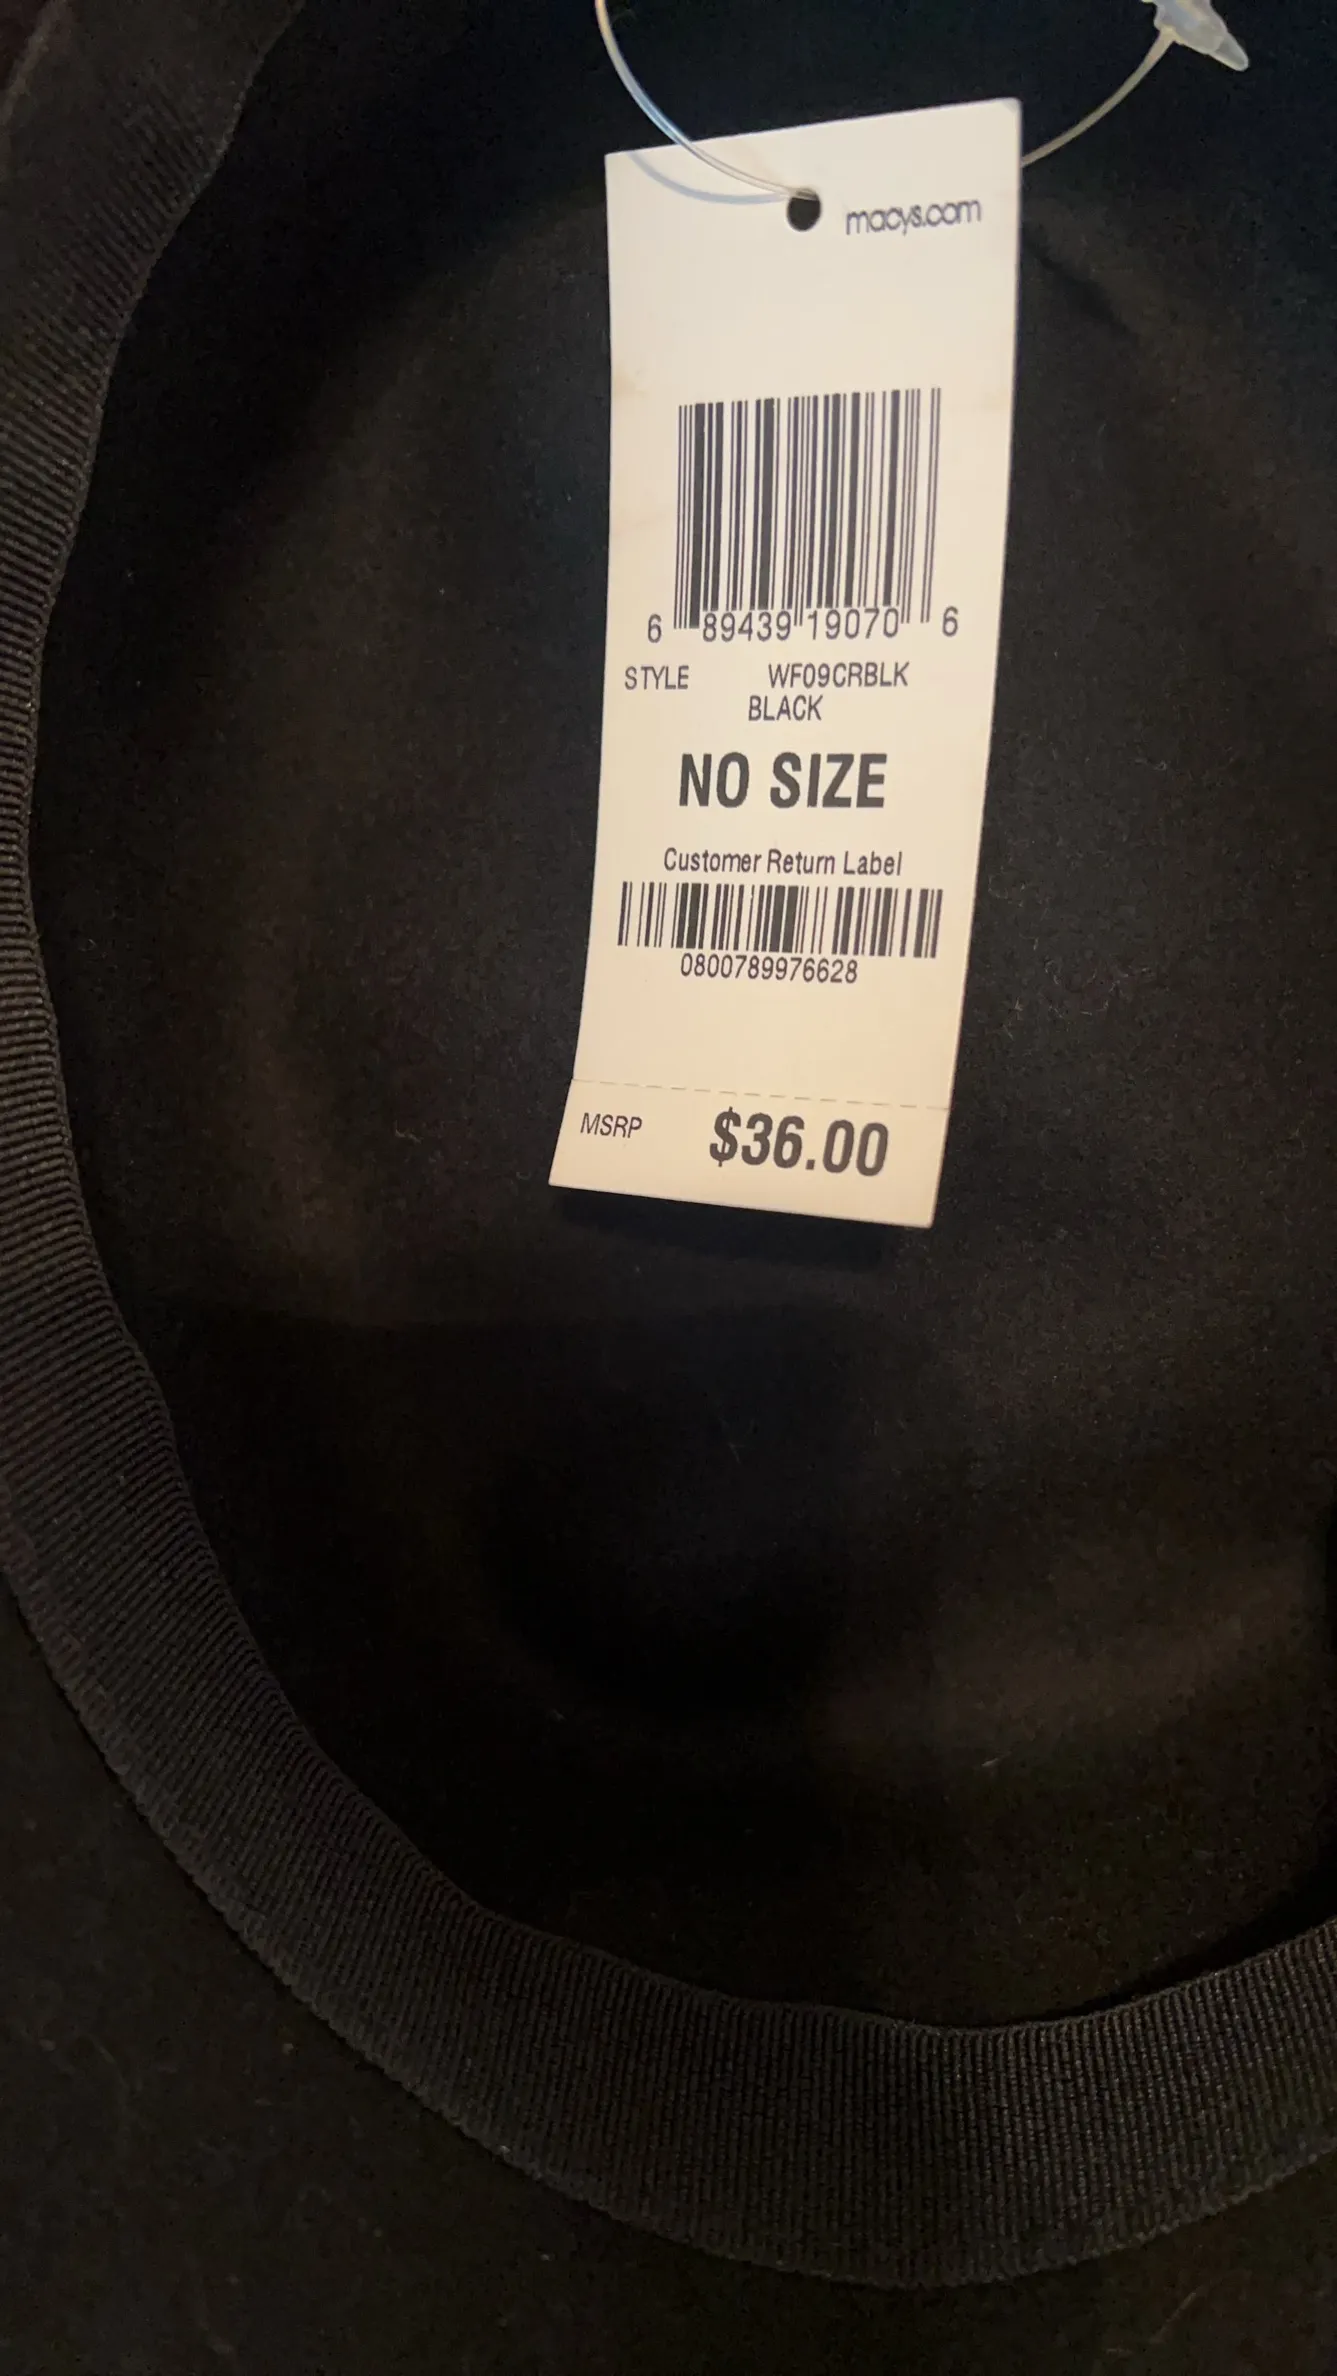 macys.com
6 89439 19070 6
STYLE WF09CRBLK
BLACK
NO SIZE
Customer Return Label
0800789976628
MSRP $36.00